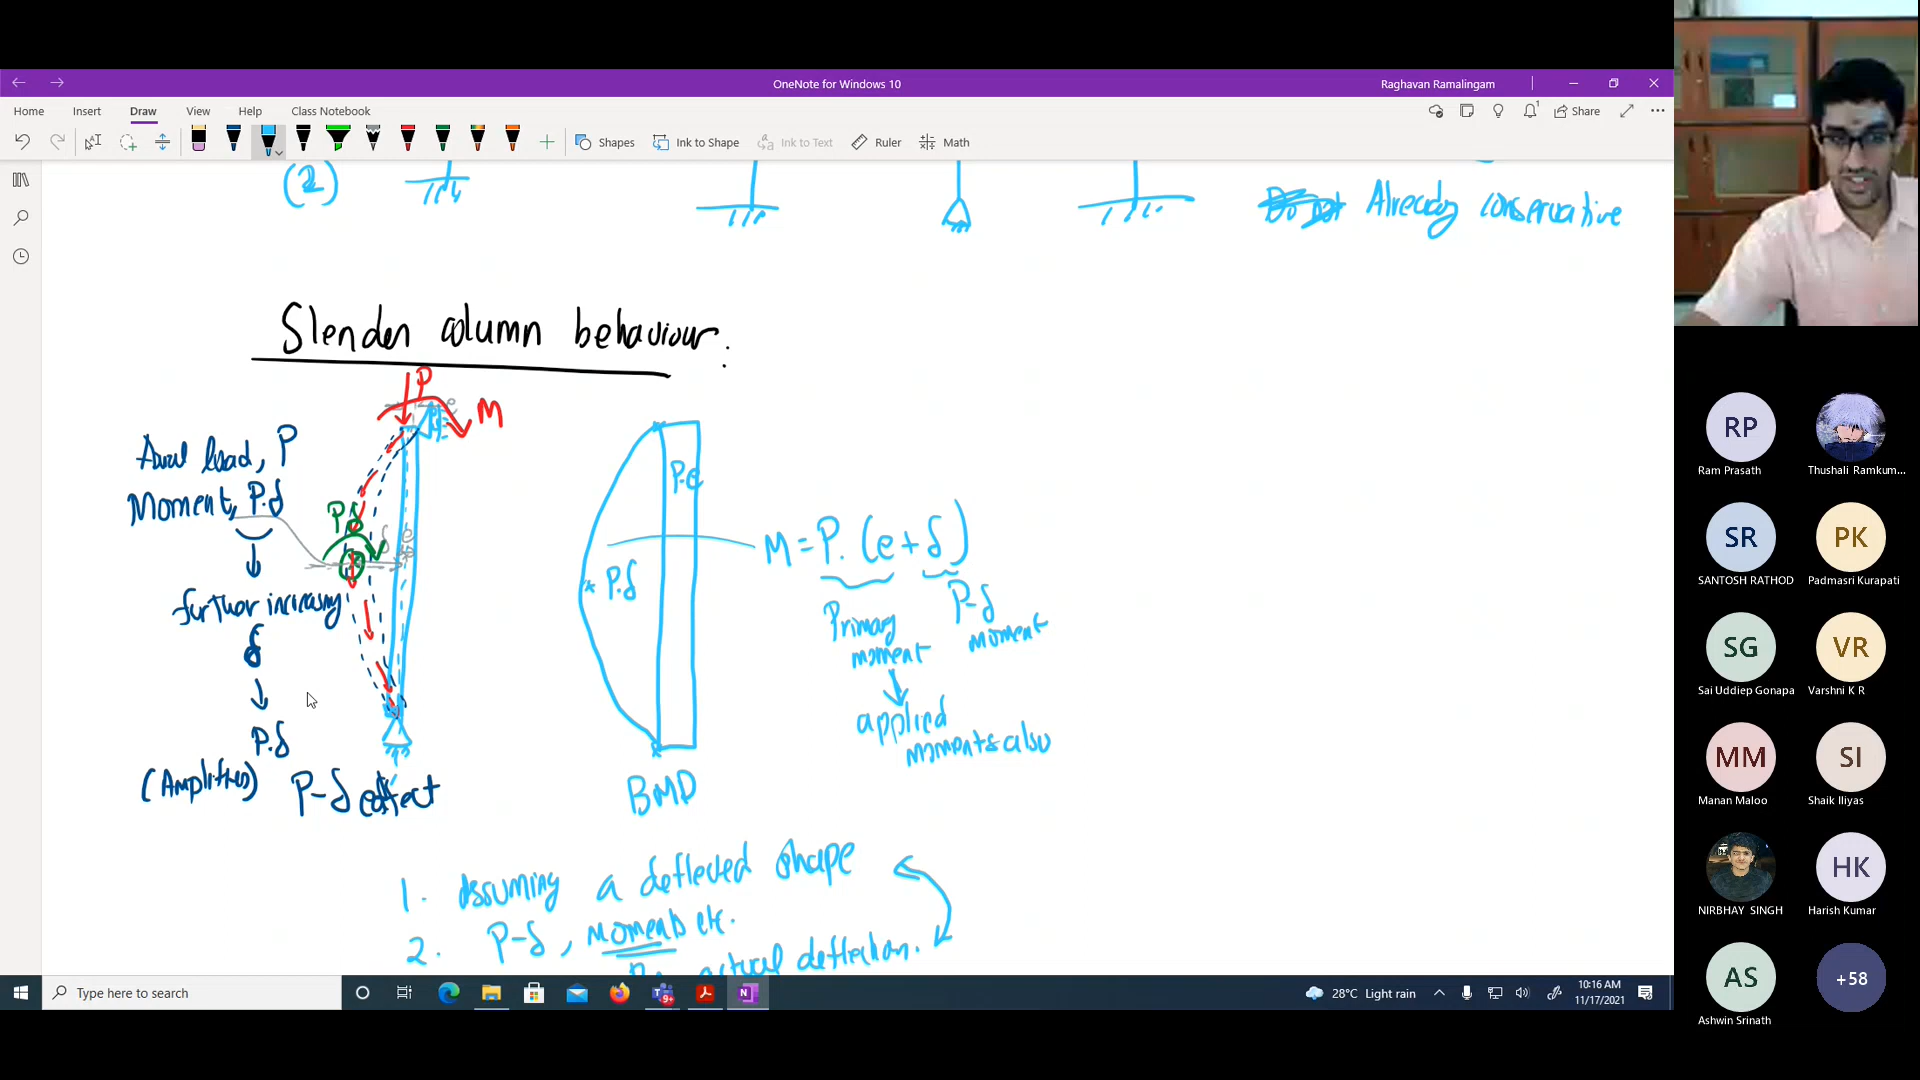 OneNote for Windows 10
Raghavan Ramalingam
Home Insert Draw View Help Class Notebook
Share
Shapes Ink to Shape Ink to Text Ruler Math
(2)
Already conservative
Slender column behaviour.
P
M
e
Axial load, P
Moment, P.δ
P.δ
δ
e
P
further increasing
δ
P.δ
(Amplified)
P-δ effect
P.e
P.δ
BMD
M = P. (e + δ)
Primary moment
P-δ moment
applied moments also
1. Assuming a deflected shape
2. P-δ, moments etc.
actual deflection.
Type here to search
28°C Light rain
10:16 AM
11/17/2021
RP
Ram Prasath
Thushali Ramkum...
SR
SANTOSH RATHOD
PK
Padmasri Kurapati
SG
Sai Uddiep Gonapa
VR
Varshni K R
MM
Manan Maloo
SI
Shaik Iliyas
NIRBHAY SINGH
HK
Harish Kumar
AS
Ashwin Srinath
+58